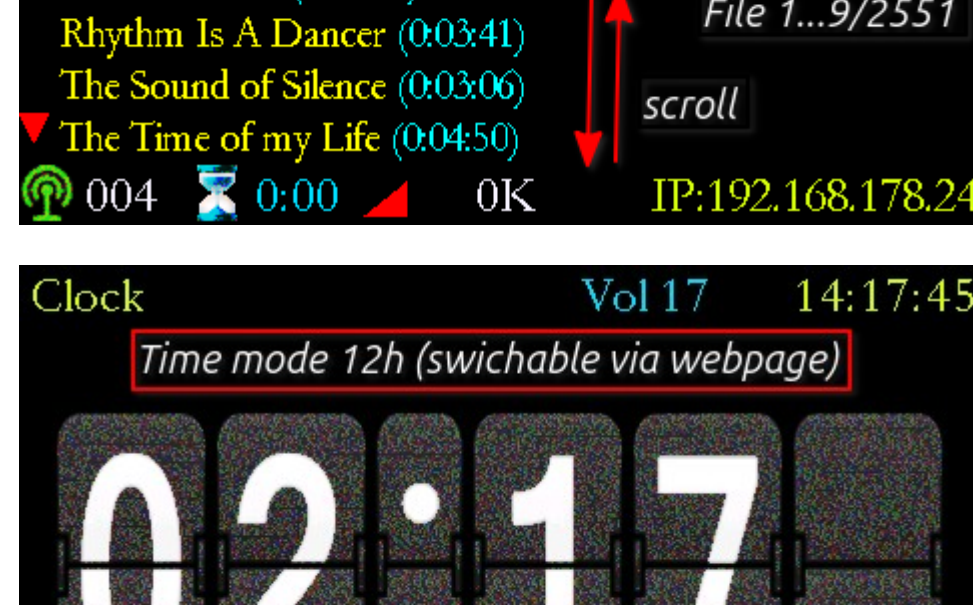 File 1...9/2551
Rhythm Is A Dancer (0:03:41)
The Sound of Silence (0:03:06)
scroll
The Time of my Life (0:04:50)
004 0:00 0K IP:192.168.178.24
Clock Vol 17 14:17:45
Time mode 12h (swichable via webpage)
02:17